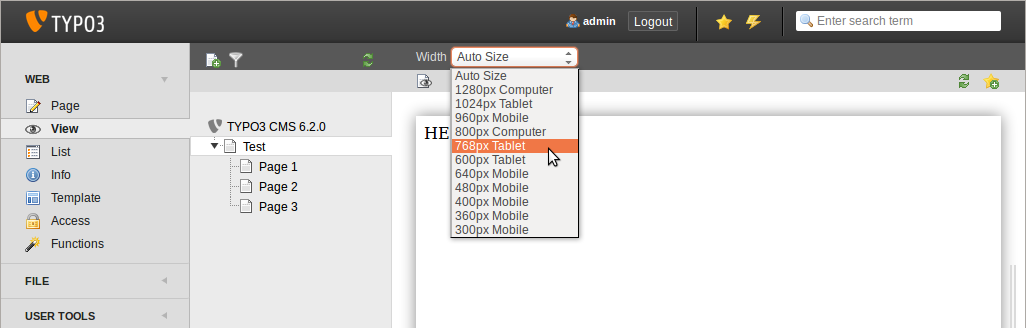 TYPO3
admin
Logout
Enter search term
WEB
Page
View
List
Info
Template
Access
Functions
FILE
USER TOOLS
TYPO3 CMS 6.2.0
Test
Page 1
Page 2
Page 3
Width
Auto Size
Auto Size
1280px Computer
1024px Tablet
960px Mobile
800px Computer
768px Tablet
600px Tablet
640px Mobile
480px Mobile
400px Mobile
360px Mobile
300px Mobile
HE